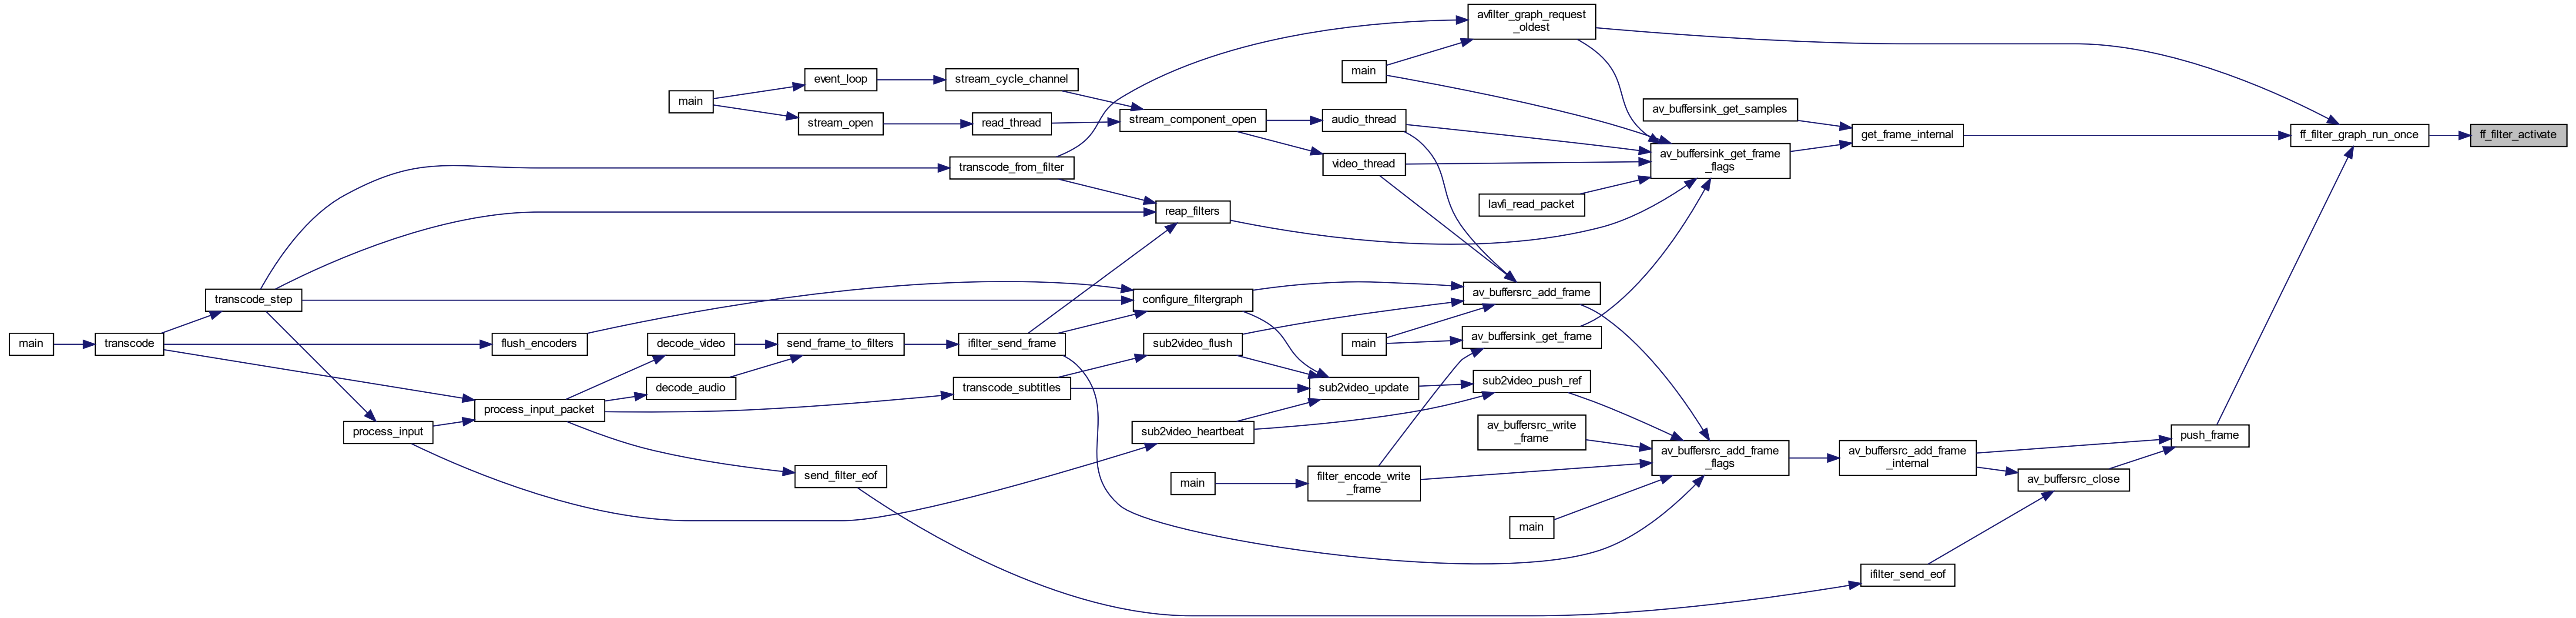 avfilter_graph_request
_oldest
main
event_loop
stream_cycle_channel
main
stream_open
read_thread
stream_component_open
audio_thread
av_buffersink_get_samples
get_frame_internal
ff_filter_graph_run_once
ff_filter_activate
video_thread
av_buffersink_get_frame
_flags
transcode_from_filter
lavfi_read_packet
reap_filters
transcode_step
configure_filtergraph
av_buffersrc_add_frame
main
transcode
flush_encoders
decode_video
send_frame_to_filters
ifilter_send_frame
sub2video_flush
main
av_buffersink_get_frame
decode_audio
transcode_subtitles
sub2video_update
sub2video_push_ref
process_input_packet
process_input
sub2video_heartbeat
av_buffersrc_write
_frame
push_frame
av_buffersrc_add_frame
_flags
av_buffersrc_add_frame
_internal
send_filter_eof
main
filter_encode_write
_frame
av_buffersrc_close
main
ifilter_send_eof